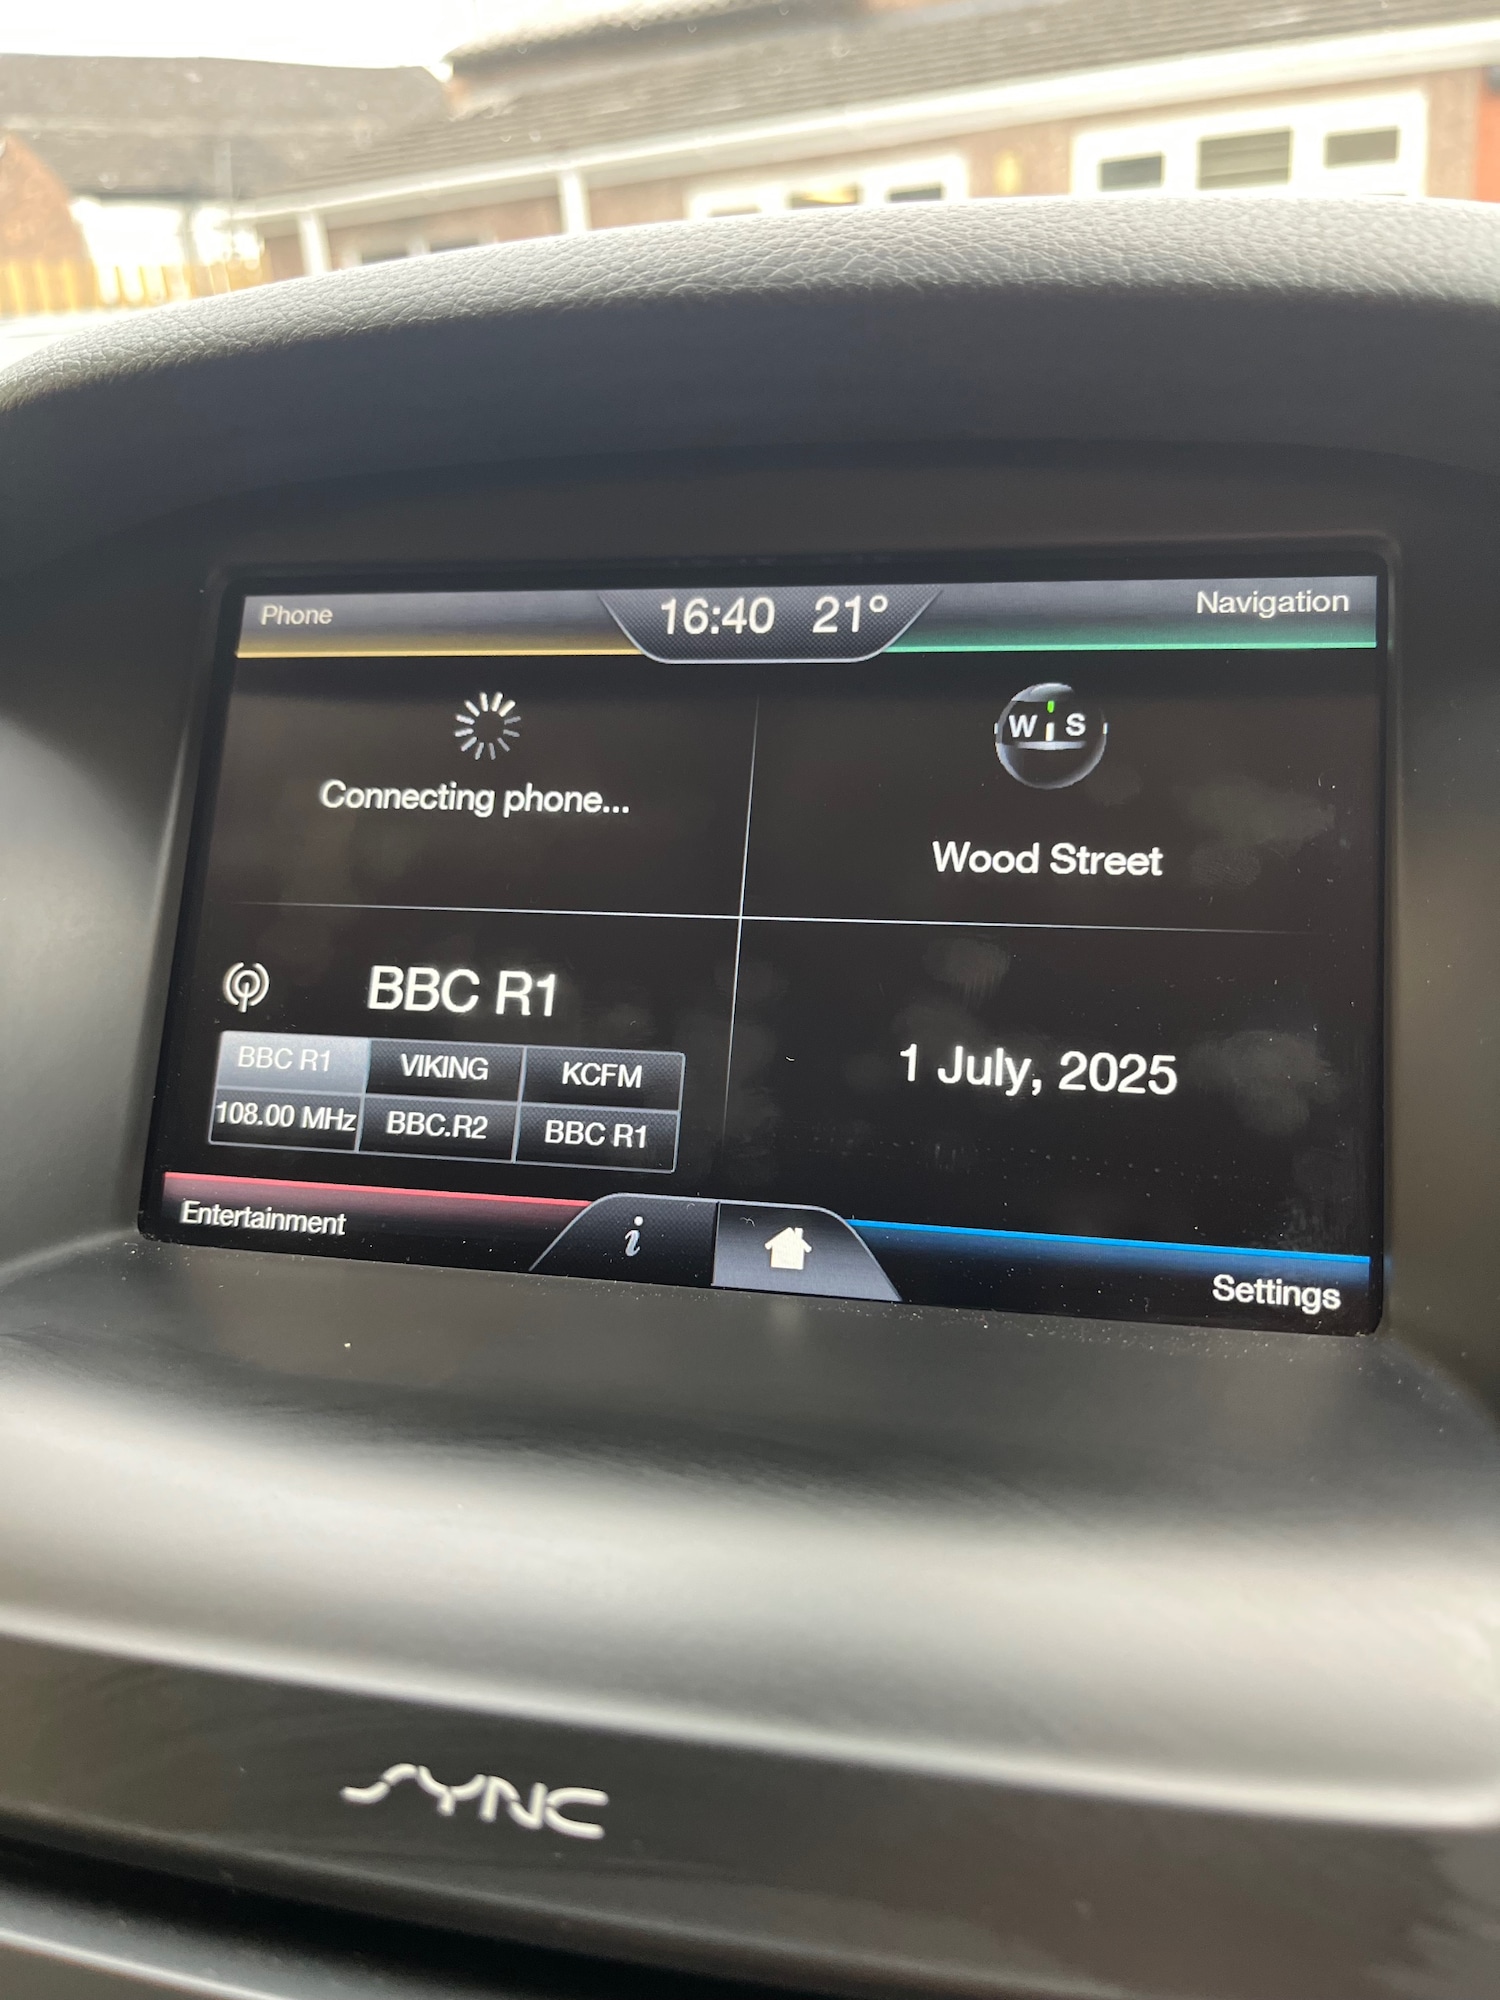 Phone
16:40 21°
Navigation
Connecting phone...
W S
Wood Street
BBC R1
BBC R1 VIKING KCFM
108.00 MHz BBC.R2 BBC R1
1 July, 2025
Entertainment
i
Settings
SYNC